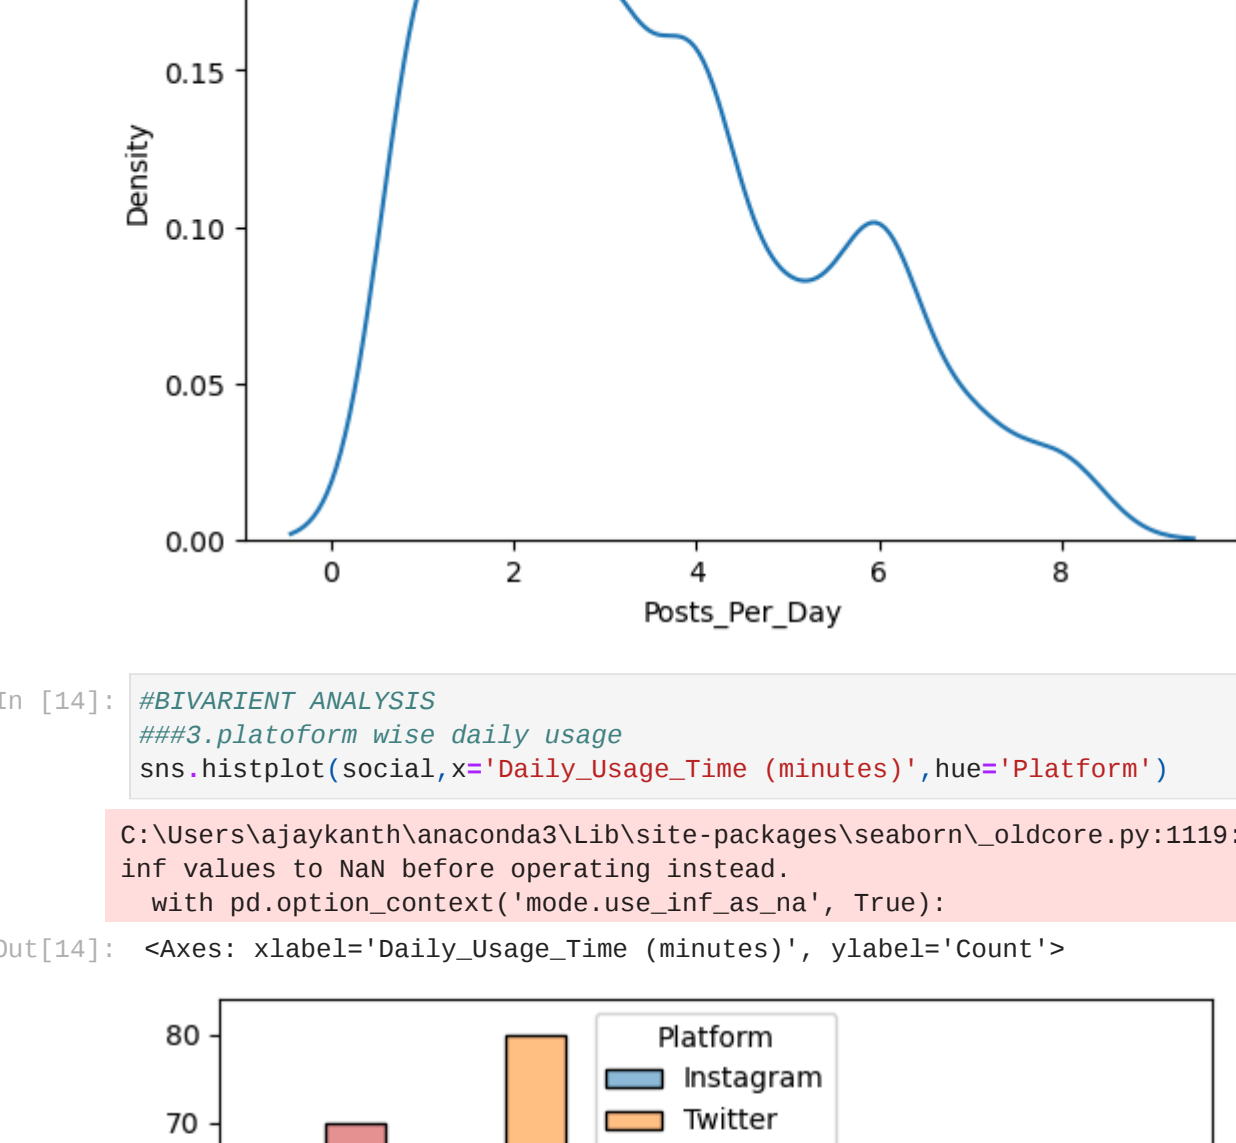 0.15
Density
0.10
0.05
0.00
0 2 4 6 8
Posts_Per_Day
In [14]:
#BIVARIENT ANALYSIS
###3.platoform wise daily usage
sns.histplot(social,x='Daily_Usage_Time (minutes)',hue='Platform')
C:\Users\ajaykanth\anaconda3\Lib\site-packages\seaborn\_oldcore.py:1119:
inf values to NaN before operating instead.
with pd.option_context('mode.use_inf_as_na', True):
Out[14]: <Axes: xlabel='Daily_Usage_Time (minutes)', ylabel='Count'>
80
Platform
Instagram
70
Twitter